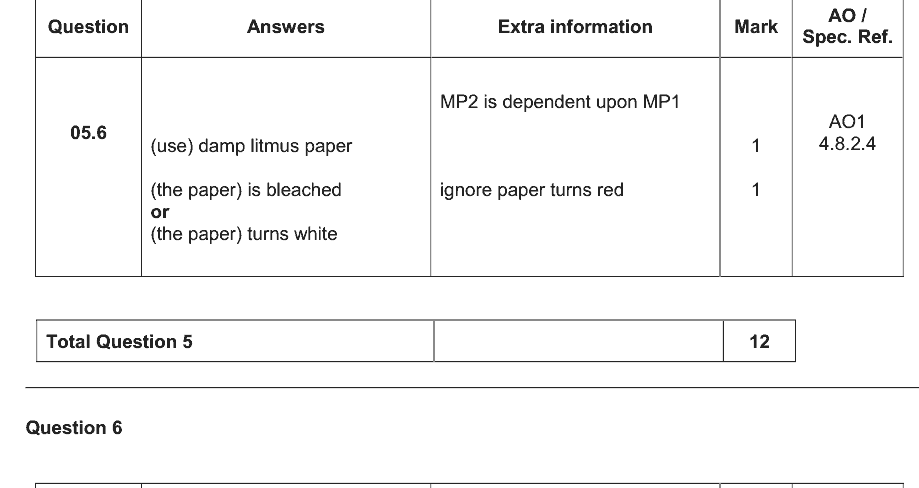 Question Answers Extra information Mark AO /
Spec. Ref.
MP2 is dependent upon MP1
05.6 AO1
(use) damp litmus paper 1 4.8.2.4
(the paper) is bleached ignore paper turns red 1
or
(the paper) turns white
Total Question 5 12
Question 6